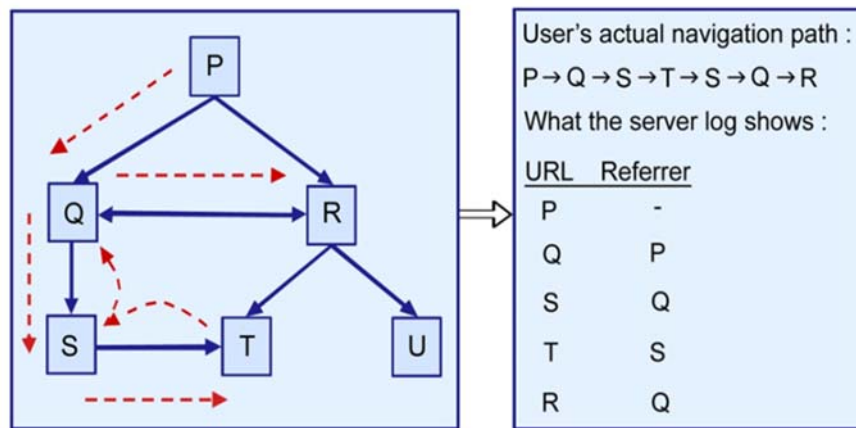 P
Q
R
S
T
U
User's actual navigation path :
P→Q→S→T→S→Q→R
What the server log shows :
URL Referrer
P -
Q P
S Q
T S
R Q